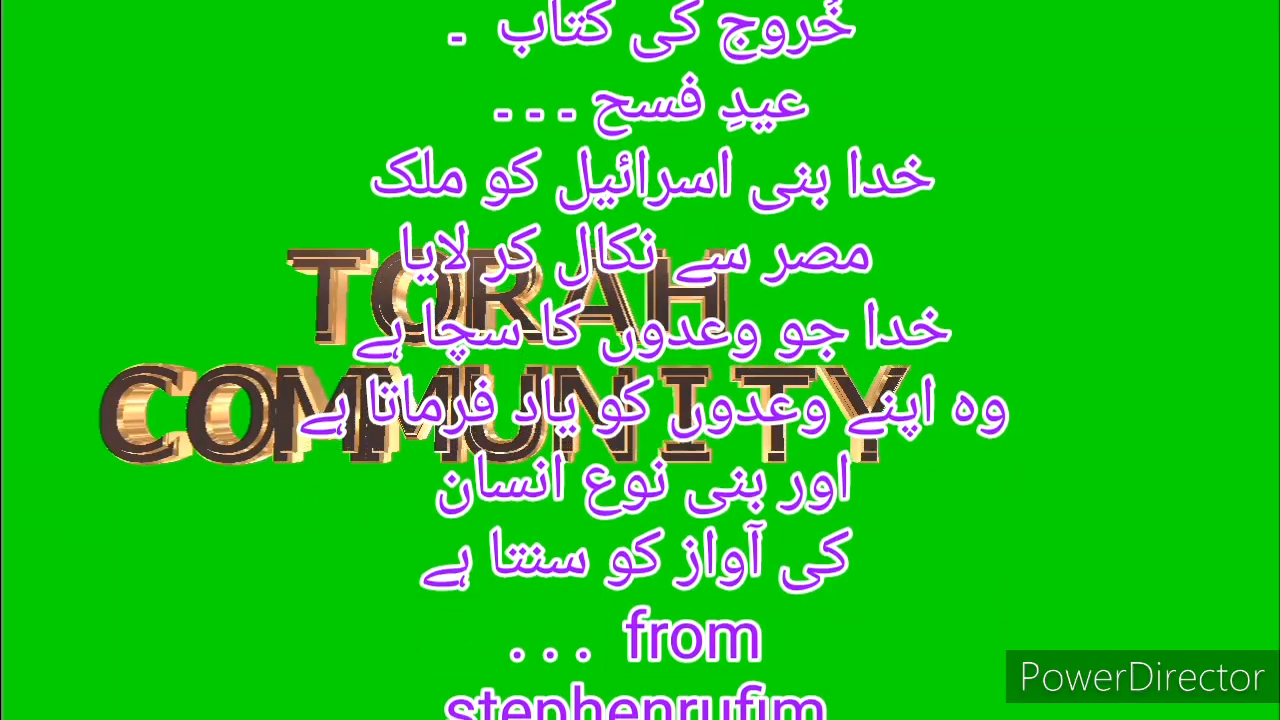 خُروج کی کتاب -
عیدِ فسح - - -
خدا بنی اسرائیل کو ملک
مصر سے نکال کر لایا
خدا جو وعدوں کا سچا ہے
وہ اپنے وعدوں کو یاد فرماتا ہے
اور بنی نوع انسان
کی آواز کو سنتا ہے
from . . .
stephenrufim
TORAH
COMMUNITY
PowerDirector